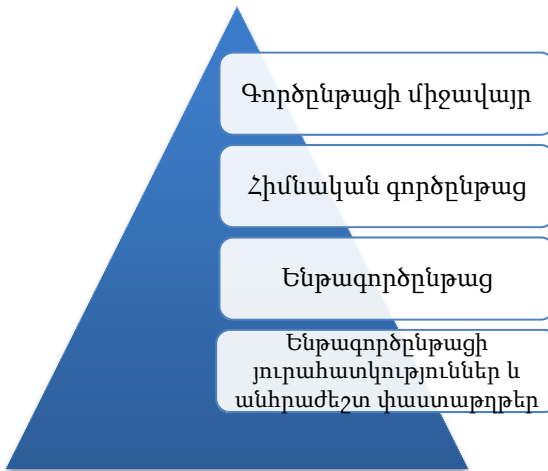 Գործընթացի միջավայր
Հիմնական գործընթաց
Ենթագործընթաց
Ենթագործընթացի
յուրահատկություններ և
անհրաժեշտ փաստաթղթեր